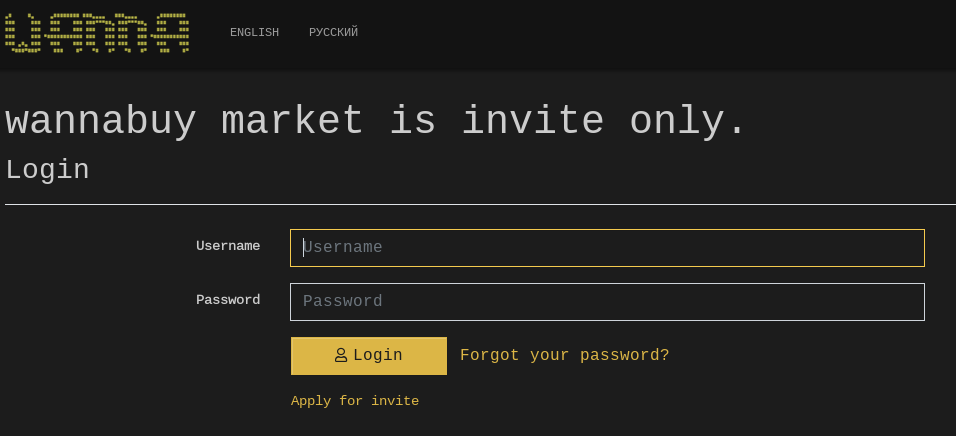 wanna
ENGLISH РУССКИЙ
wannabuy market is invite only.
Login
Username Username
Password Password
Login Forgot your password?
Apply for invite